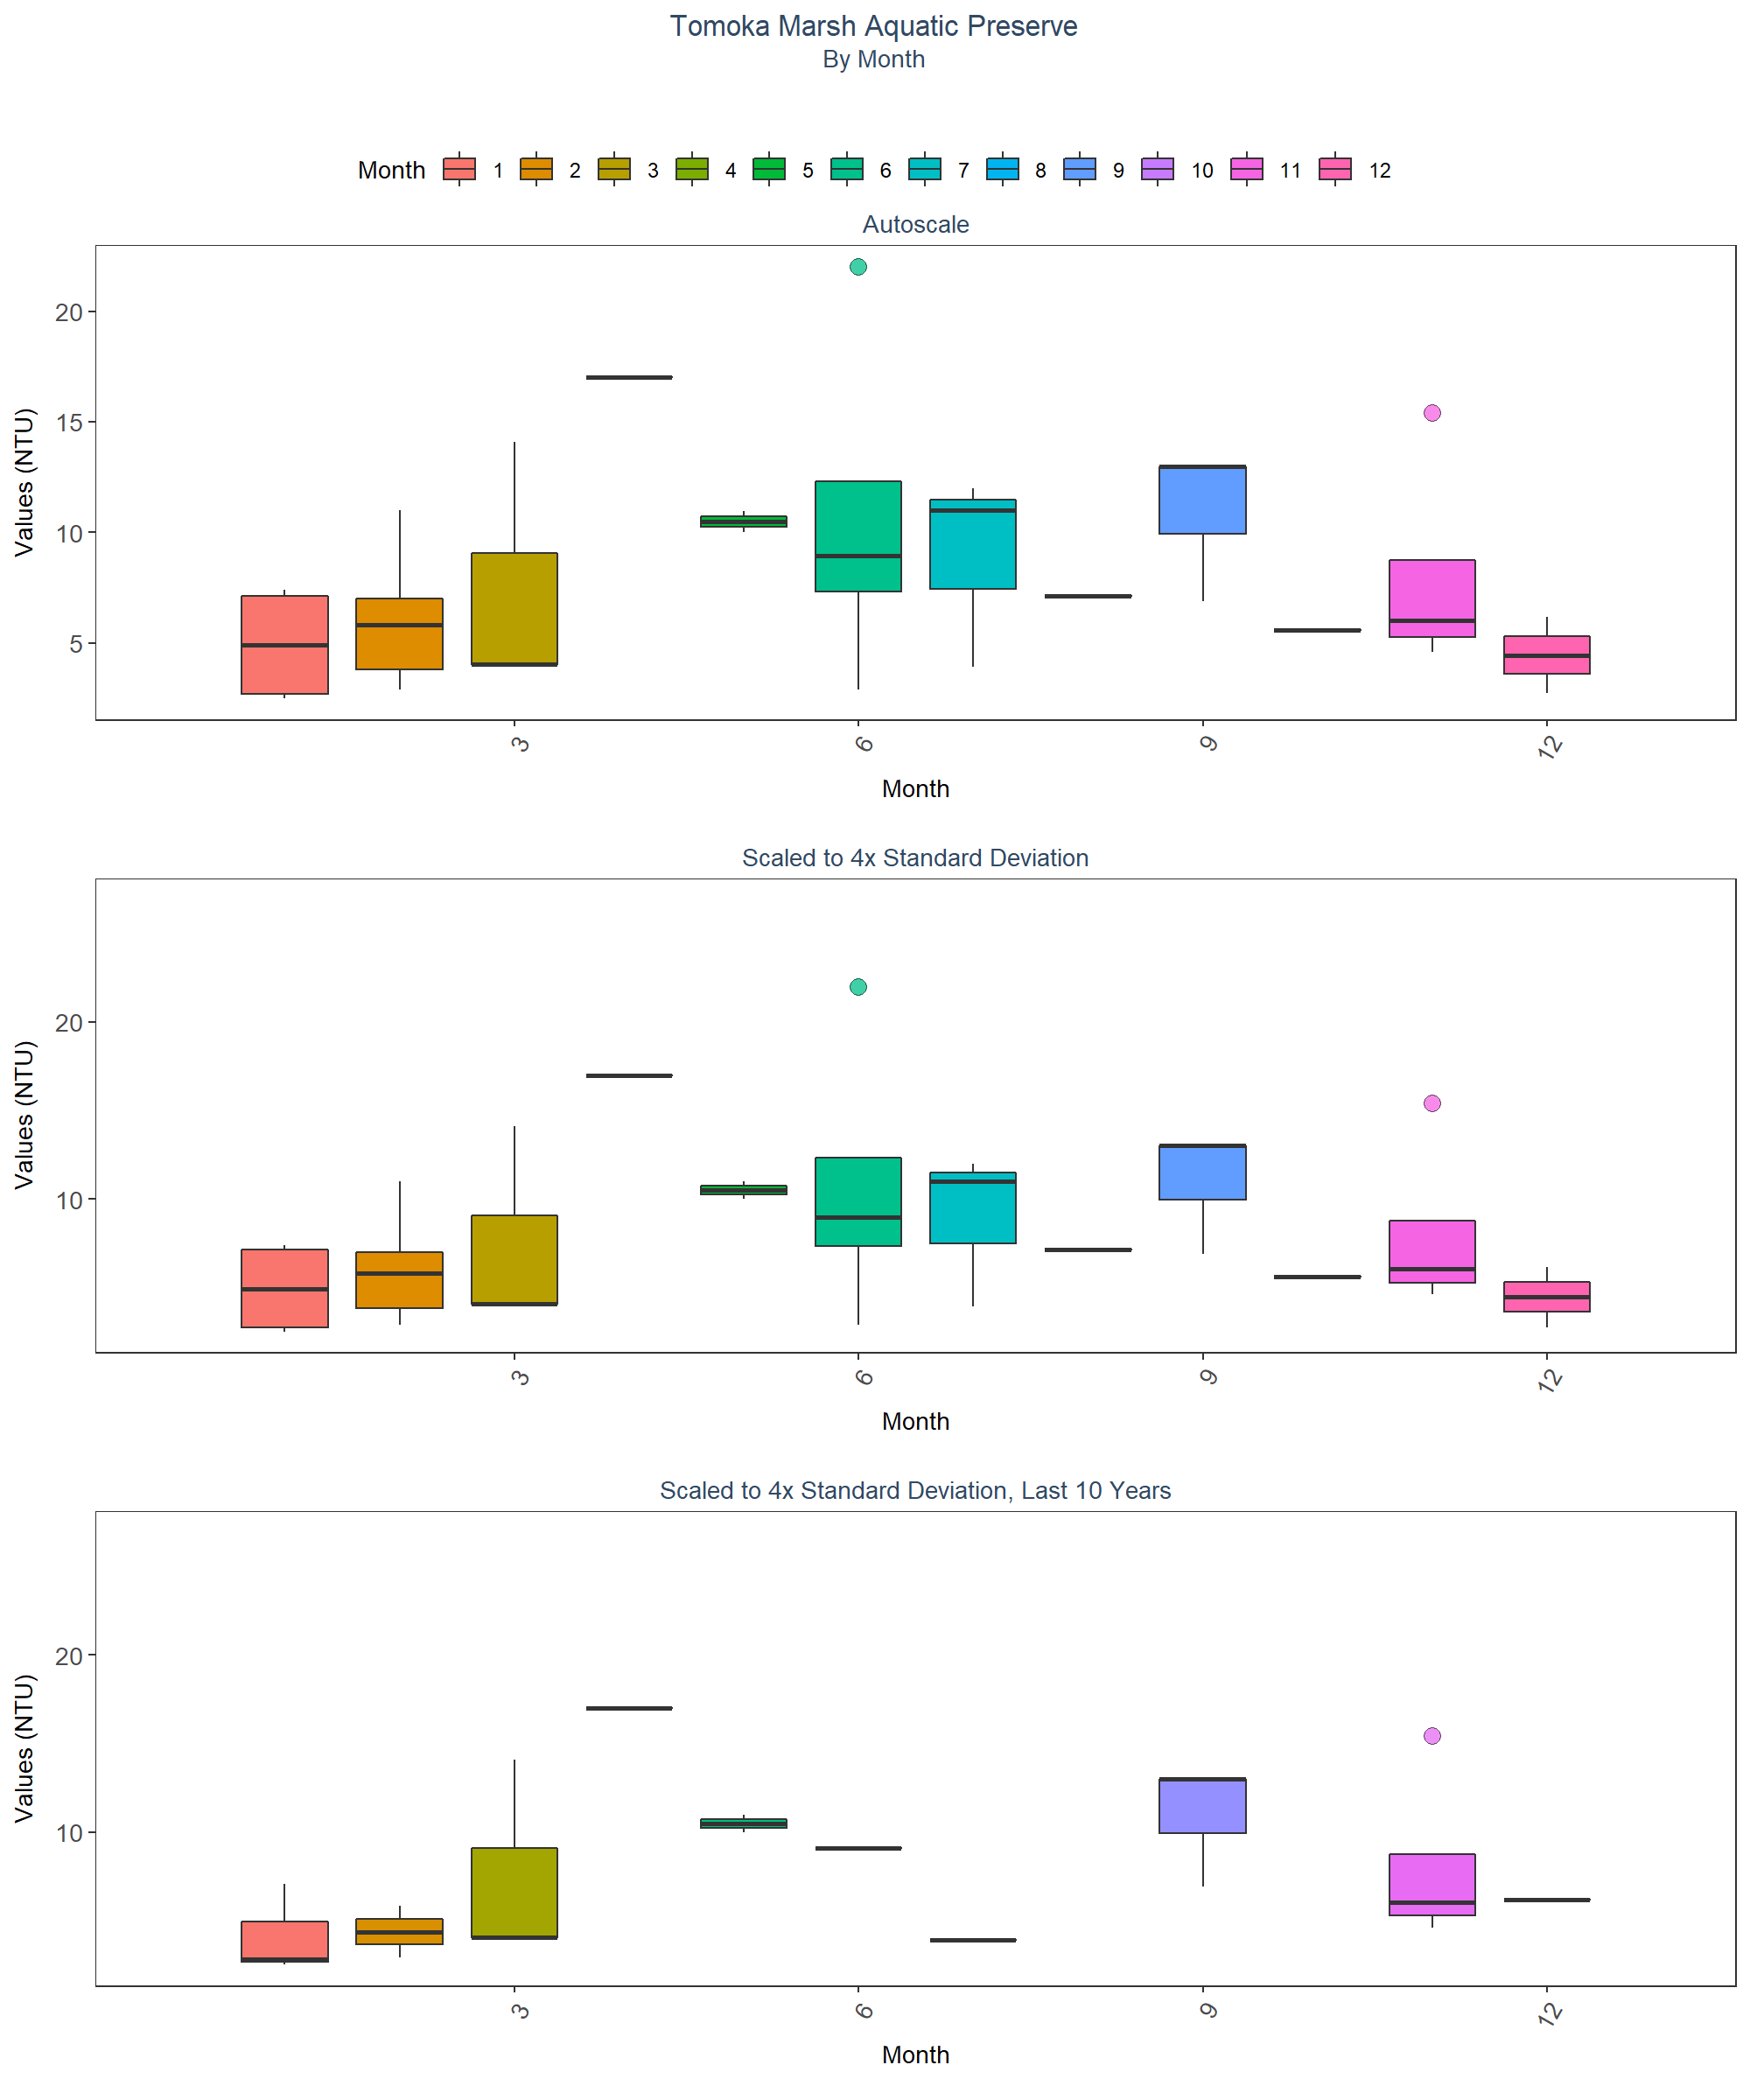 Tomoka Marsh Aquatic Preserve
By Month
Month 1 2 3 4 5 6 7 8 9 10 11 12
Autoscale
Values (NTU)
20
15
10
5
3 6 9 12
Month
Scaled to 4x Standard Deviation
Values (NTU)
20
10
3 6 9 12
Month
Scaled to 4x Standard Deviation, Last 10 Years
Values (NTU)
20
10
3 6 9 12
Month